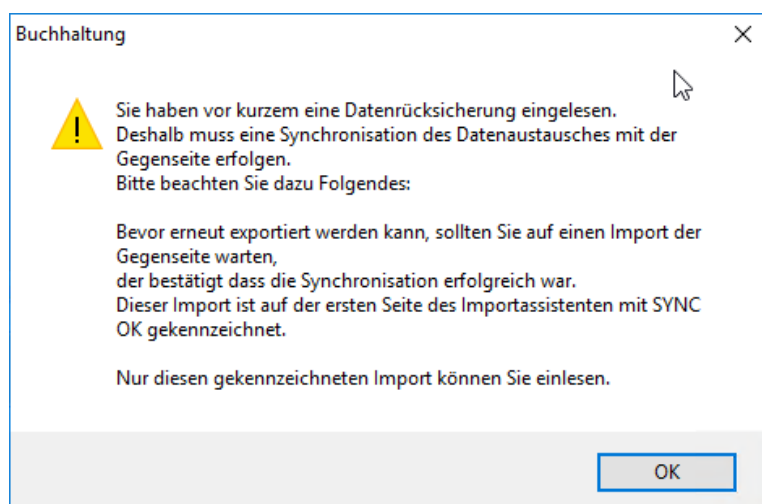 Buchhaltung
Sie haben vor kurzem eine Datenrücksicherung eingelesen.
Deshalb muss eine Synchronisation des Datenaustausches mit der
Gegenseite erfolgen.
Bitte beachten Sie dazu Folgendes:
Bevor erneut exportiert werden kann, sollten Sie auf einen Import der
Gegenseite warten,
der bestätigt dass die Synchronisation erfolgreich war.
Dieser Import ist auf der ersten Seite des Importassistenten mit SYNC
OK gekennzeichnet.
Nur diesen gekennzeichneten Import können Sie einlesen.
OK